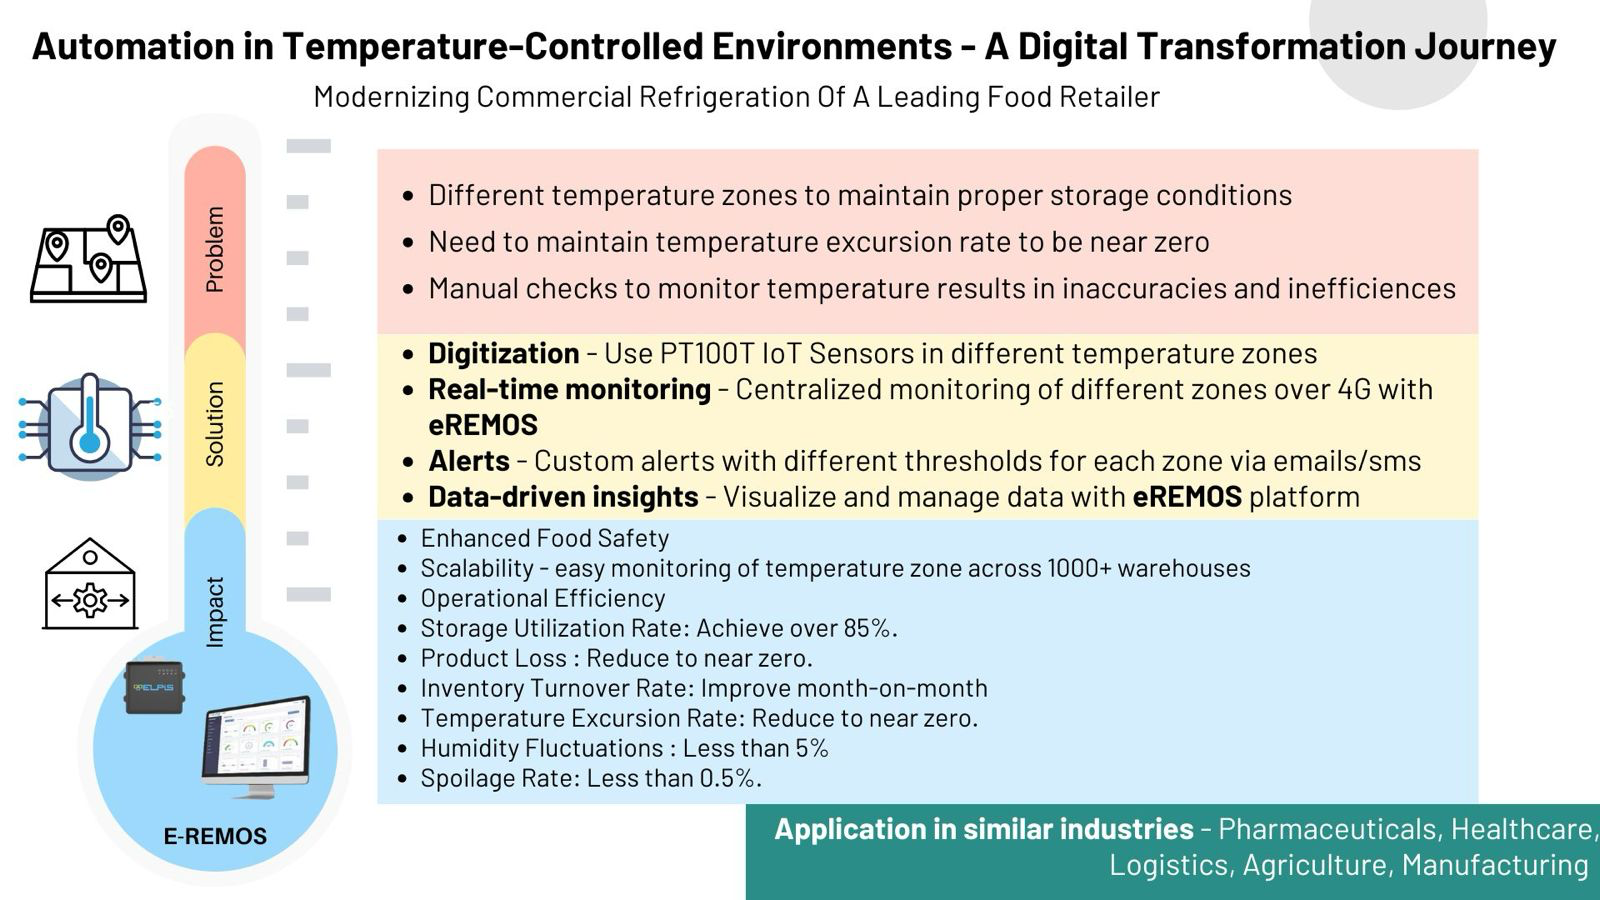 Automation in Temperature-Controlled Environments - A Digital Transformation Journey
Modernizing Commercial Refrigeration Of A Leading Food Retailer
Problem
• Different temperature zones to maintain proper storage conditions
• Need to maintain temperature excursion rate to be near zero
• Manual checks to monitor temperature results in inaccuracies and inefficiences
Solution
• Digitization - Use PT100T IoT Sensors in different temperature zones
• Real-time monitoring - Centralized monitoring of different zones over 4G with
eREMOS
• Alerts - Custom alerts with different thresholds for each zone via emails/sms
• Data-driven insights - Visualize and manage data with eREMOS platform
Impact
• Enhanced Food Safety
• Scalability - easy monitoring of temperature zone across 1000+ warehouses
• Operational Efficiency
• Storage Utilization Rate: Achieve over 85%.
• Product Loss : Reduce to near zero.
• Inventory Turnover Rate: Improve month-on-month
• Temperature Excursion Rate: Reduce to near zero.
• Humidity Fluctuations : Less than 5%
• Spoilage Rate: Less than 0.5%.
ELPIS
E-REMOS
Application in similar industries - Pharmaceuticals, Healthcare,
Logistics, Agriculture, Manufacturing